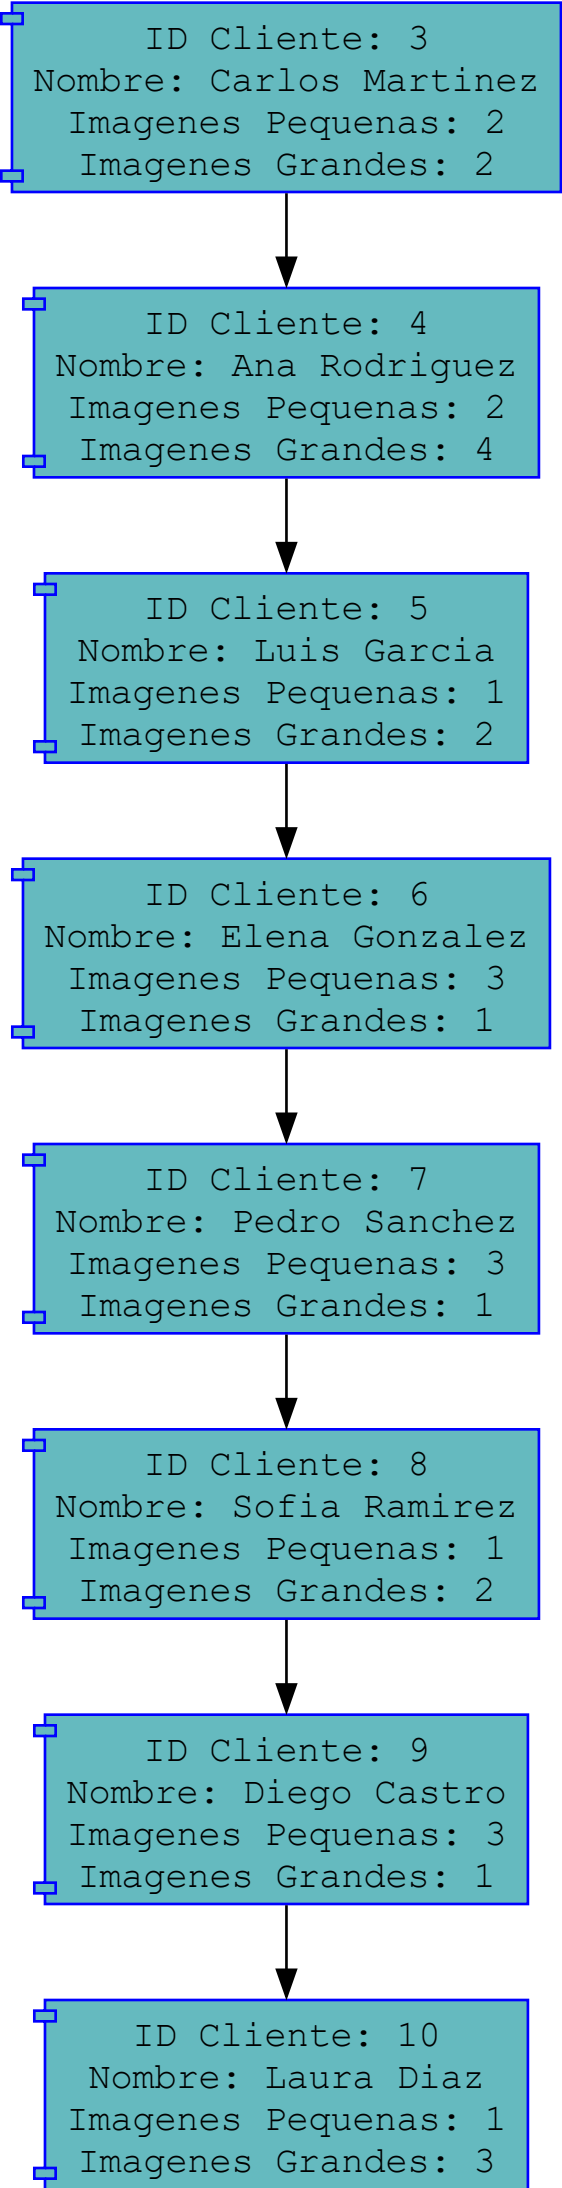 ID Cliente: 3
Nombre: Carlos Martinez
Imagenes Pequenas: 2
Imagenes Grandes: 2
ID Cliente: 4
Nombre: Ana Rodriguez
Imagenes Pequenas: 2
Imagenes Grandes: 4
ID Cliente: 5
Nombre: Luis Garcia
Imagenes Pequenas: 1
Imagenes Grandes: 2
ID Cliente: 6
Nombre: Elena Gonzalez
Imagenes Pequenas: 3
Imagenes Grandes: 1
ID Cliente: 7
Nombre: Pedro Sanchez
Imagenes Pequenas: 3
Imagenes Grandes: 1
ID Cliente: 8
Nombre: Sofia Ramirez
Imagenes Pequenas: 1
Imagenes Grandes: 2
ID Cliente: 9
Nombre: Diego Castro
Imagenes Pequenas: 3
Imagenes Grandes: 1
ID Cliente: 10
Nombre: Laura Diaz
Imagenes Pequenas: 1
Imagenes Grandes: 3